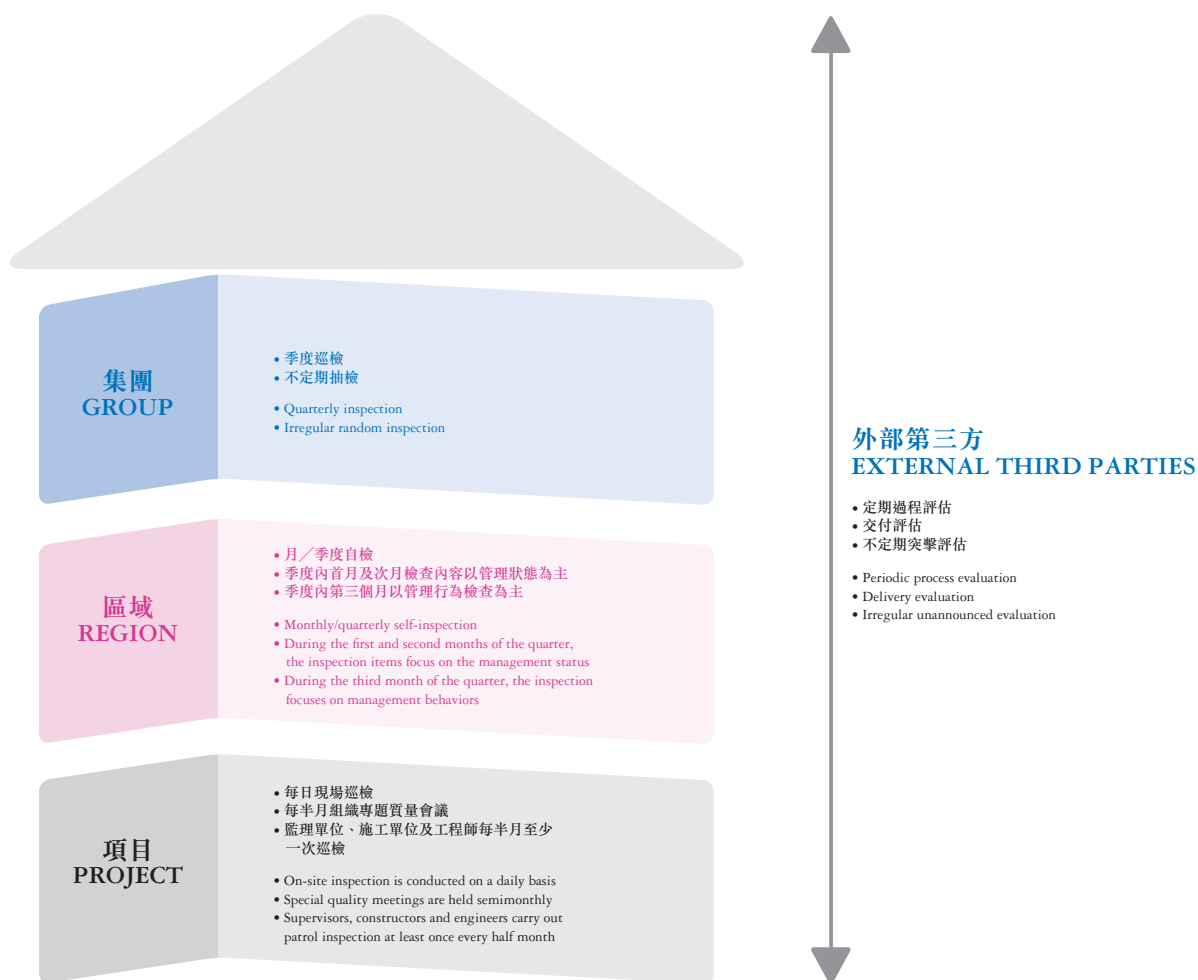 集團
GROUP
• 季度巡檢
• 不定期抽檢
• Quarterly inspection
• Irregular random inspection
區域
REGION
• 月／季度自檢
• 季度內首月及次月檢查內容以管理狀態為主
• 季度內第三個月以管理行為檢查為主
• Monthly/quarterly self-inspection
• During the first and second months of the quarter,
the inspection items focus on the management status
• During the third month of the quarter, the inspection
focuses on management behaviors
項目
PROJECT
• 每日現場巡檢
• 每半月組織專題質量會議
• 監理單位、施工單位及工程師每半月至少
一次巡檢
• On-site inspection is conducted on a daily basis
• Special quality meetings are held semimonthly
• Supervisors, constructors and engineers carry out
patrol inspection at least once every half month
外部第三方
EXTERNAL THIRD PARTIES
• 定期過程評估
• 交付評估
• 不定期突擊評估
• Periodic process evaluation
• Delivery evaluation
• Irregular unannounced evaluation